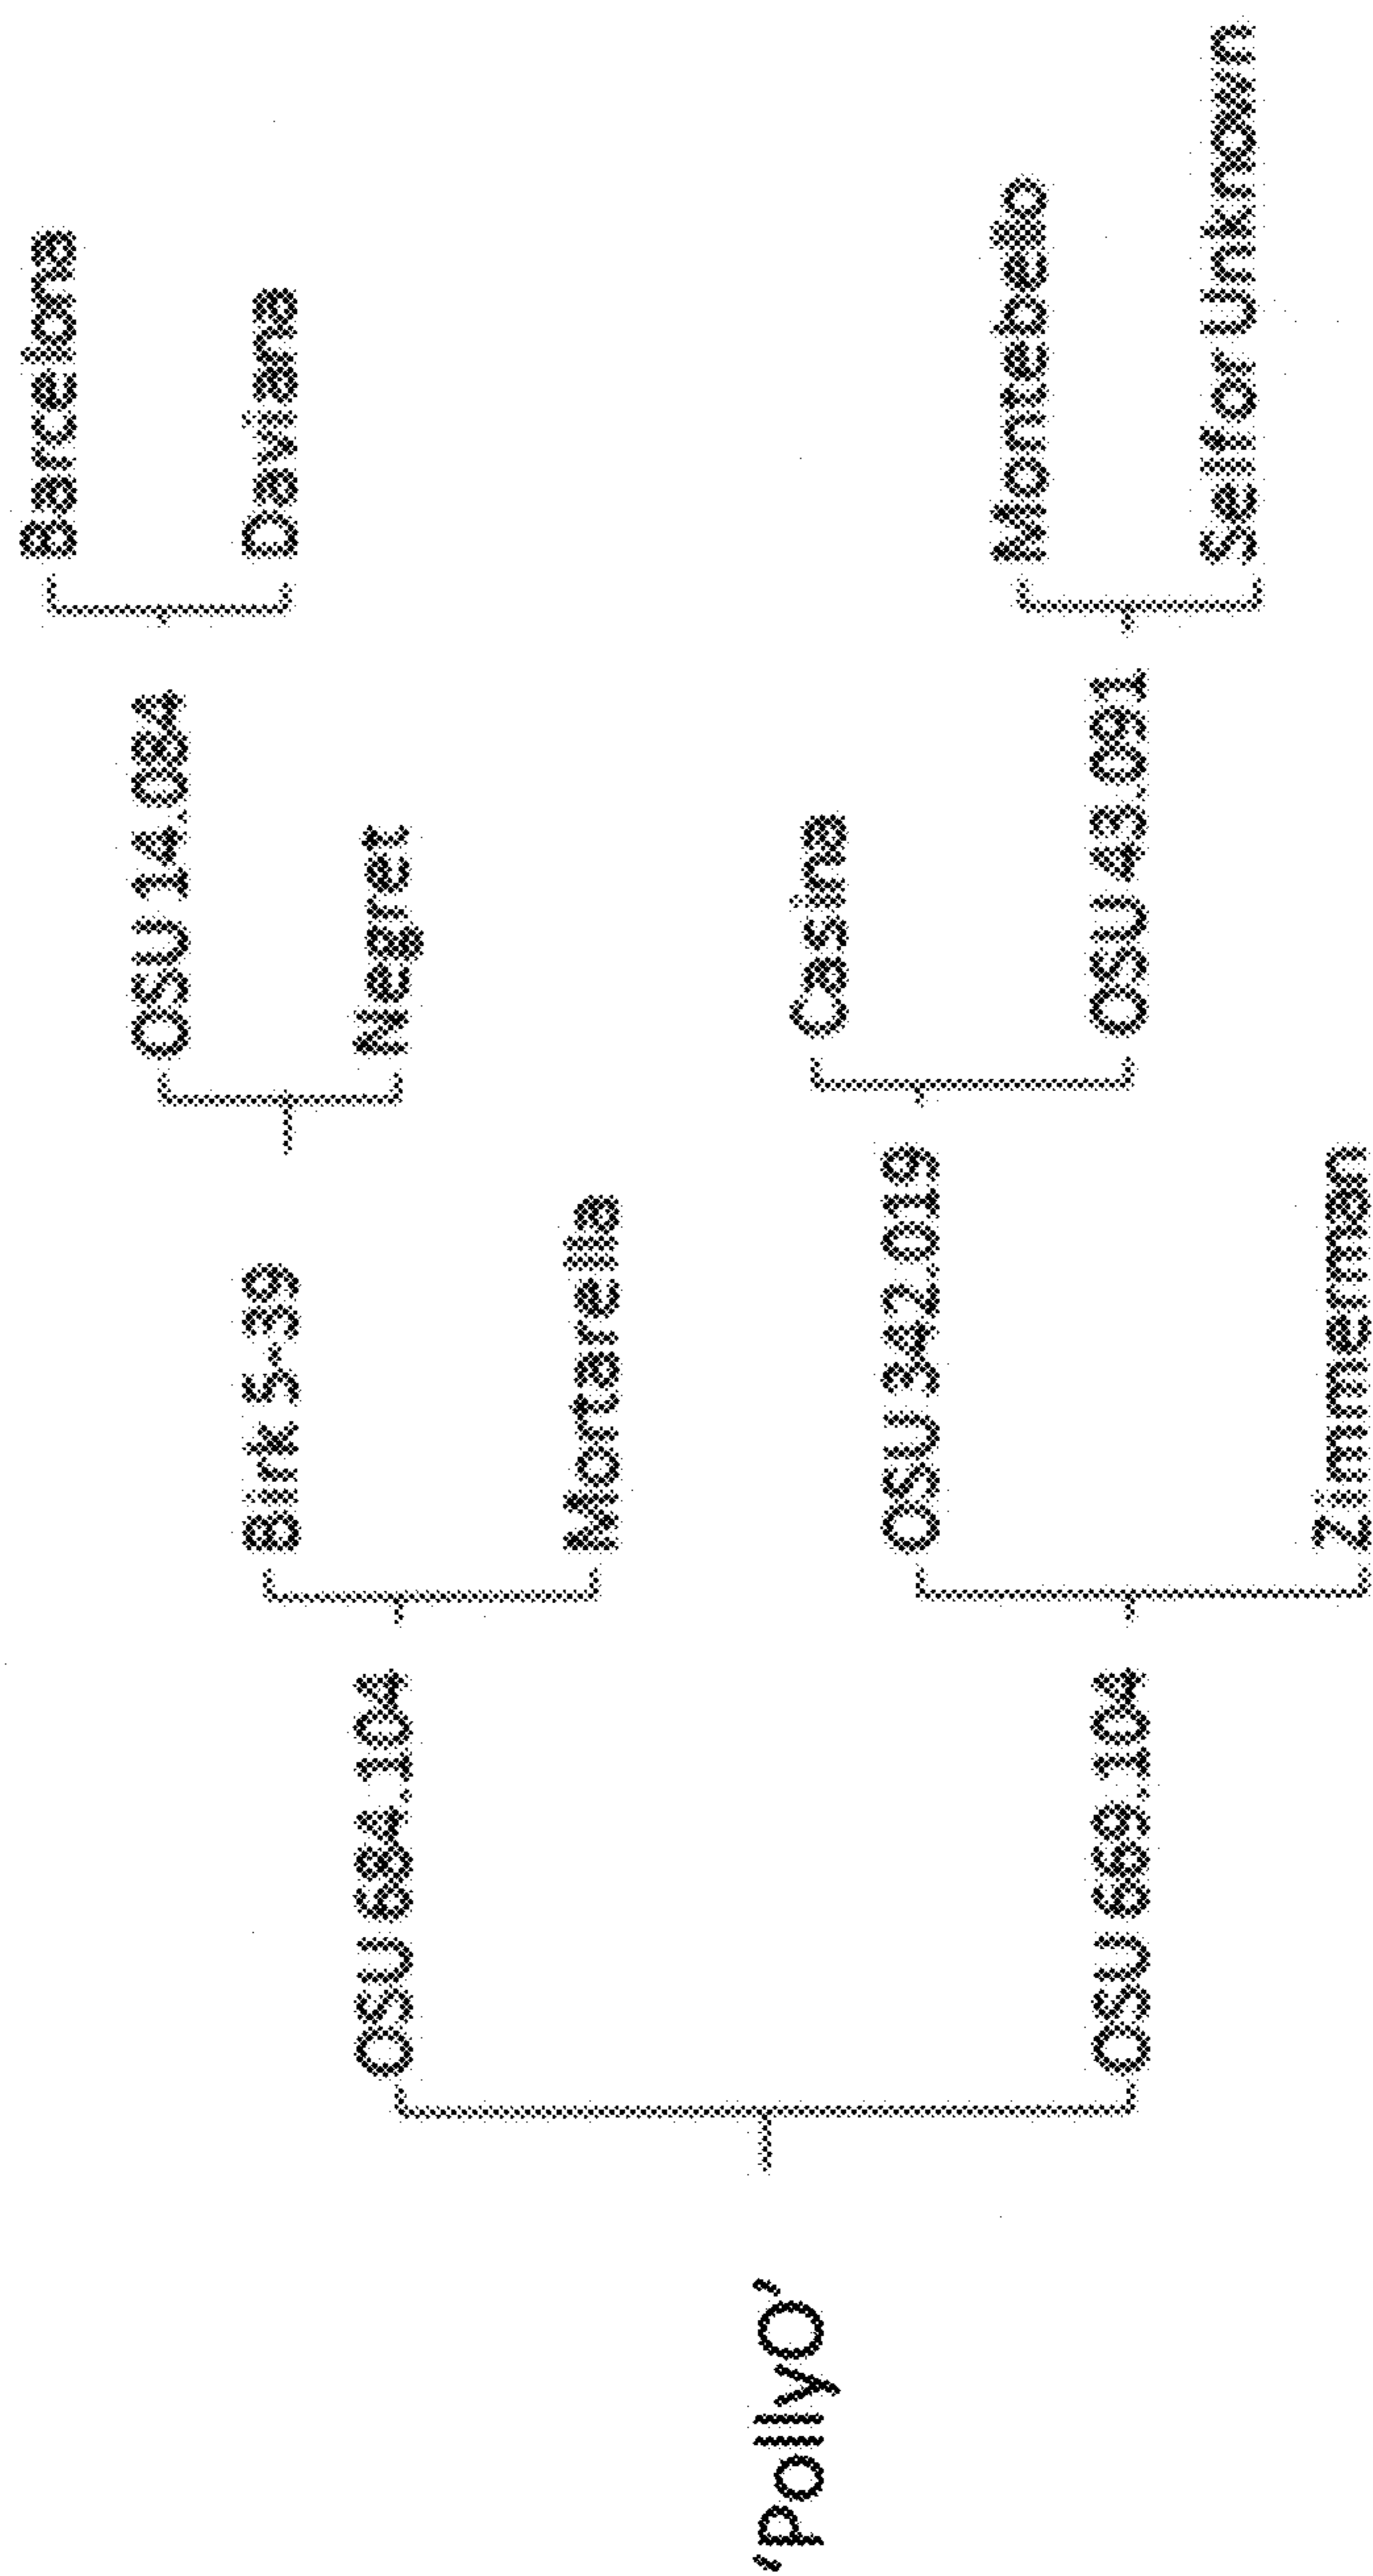 Barcelona
OSU 14.084
Daviana
Blrk 5-39
Negret
OSU 684.104
Mortarella
'PollyO'
Casina
OSU 342.019
Montebello
OSU 43.091
OSU 669.104
Self or Unknown
Zimmerman